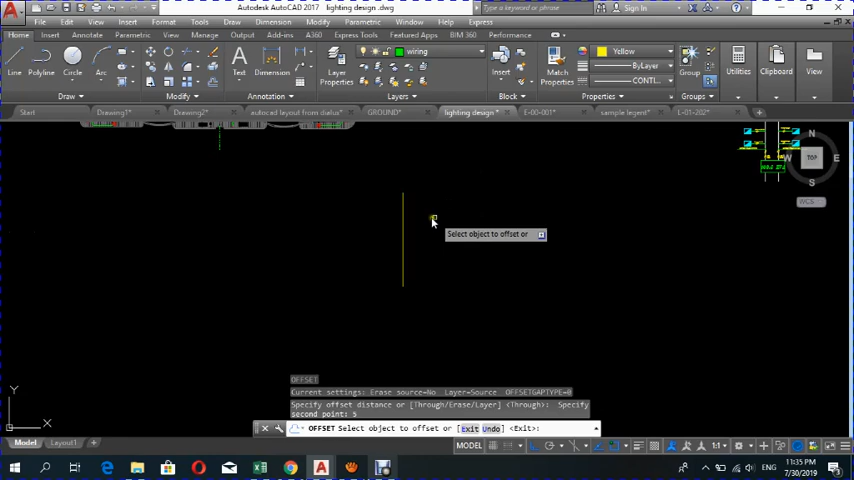 Autodesk AutoCAD 2017 lighting design .dwg
Type a keyword or phrase
Sign In
File Edit View Insert Format Tools Draw Dimension Modify Parametric Window Help Express
Home Insert Annotate Parametric View Manage Output Add-ins A360 Express Tools Featured Apps BIM 360 Performance
wiring
Yellow
ByLayer
CONTI...
Line Polyline Circle Arc Text Dimension Layer Properties Insert Match Properties Group Utilities Clipboard View
Draw Modify Annotation Layers Block Properties Groups
Start Drawing1* Drawing2* autocad layout from dialux* GROUND* lighting design * E-00-001* sample legent* L-B1-202*
N
W TOP E
S
WCS
Select object to offset or
Y
X
OFFSET
Current settings: Erase source=No Layer=Source OFFSETGAPTYPE=0
Specify offset distance or [Through/Erase/Layer] <Through>: Specify
second point: 5
OFFSET Select object to offset or [Exit Undo] <Exit>:
Model Layout1 + MODEL 1:1
ENG 11:35 PM
7/30/2019